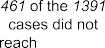 461 of the 1391
cases did not
reach